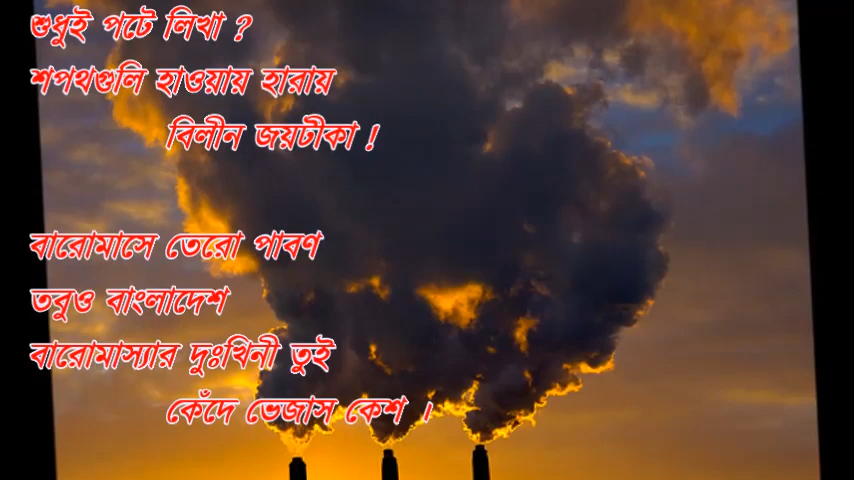 শুধুই পটে লিখা ?
শপথগুলি হাওয়ায় হারায়
বিলীন জয়টীকা !
বারোমাসে তেরো পাবণ
তবুও বাংলাদেশ
বারোমাস্যার দুঃখিনী তুই
কেঁদে ভেজাস কেশ ।